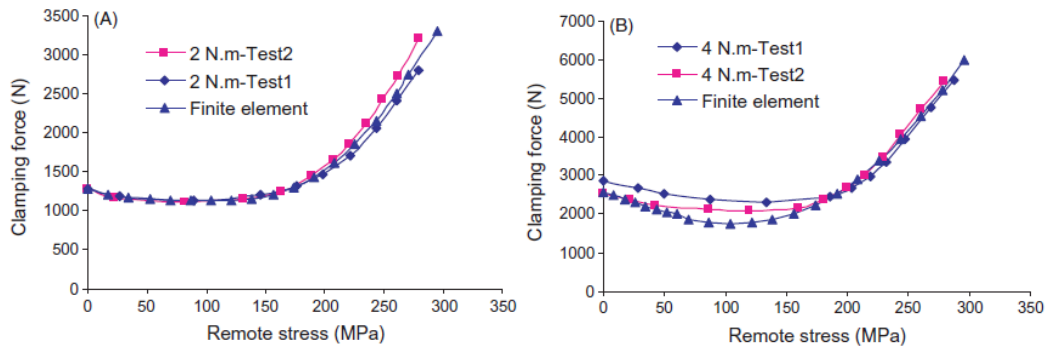 (A)
3500
3000
2500
2000
1500
1000
500
0
Clamping force (N)
2 N.m-Test2
2 N.m-Test1
Finite element
0 50 100 150 200 250 300 350
Remote stress (MPa)
(B)
7000
6000
5000
4000
3000
2000
1000
0
Clamping force (N)
4 N.m-Test1
4 N.m-Test2
Finite element
0 50 100 150 200 250 300 350
Remote stress (MPa)